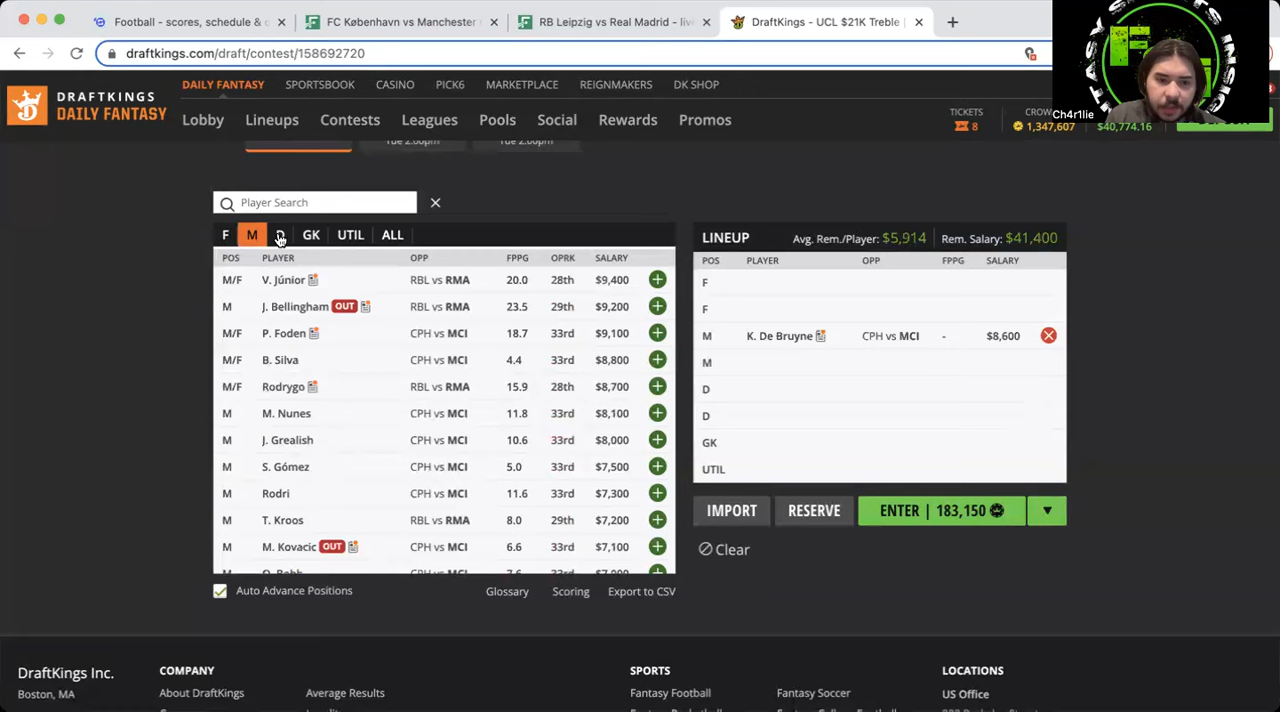 Football - scores, schedule &
FC København vs Manchester
RB Leipzig vs Real Madrid - liv
DraftKings - UCL $21K Treble
draftkings.com/draft/contest/158692720
Ch4r1lie
DRAFTKINGS
DAILY FANTASY
DAILY FANTASY SPORTSBOOK CASINO PICK6 MARKETPLACE REIGNMAKERS DK SHOP
Lobby Lineups Contests Leagues Pools Social Rewards Promos
TICKETS
8
CROW
1,347,607
$40,774.16
Tue 2:00pm Tue 2:00pm
Player Search
F M D GK UTIL ALL
POS PLAYER OPP FPPG OPRK SALARY
M/F V. Júnior RBL vs RMA 20.0 28th $9,400
M J. Bellingham OUT RBL vs RMA 23.5 29th $9,200
M/F P. Foden CPH vs MCI 18.7 33rd $9,100
M/F B. Silva CPH vs MCI 4.4 33rd $8,800
M/F Rodrygo RBL vs RMA 15.9 28th $8,700
M M. Nunes CPH vs MCI 11.8 33rd $8,100
M J. Grealish CPH vs MCI 10.6 33rd $8,000
M S. Gómez CPH vs MCI 5.0 33rd $7,500
M Rodri CPH vs MCI 11.6 33rd $7,300
M T. Kroos RBL vs RMA 8.0 29th $7,200
M M. Kovacic OUT CPH vs MCI 6.6 33rd $7,100
Auto Advance Positions
Glossary Scoring Export to CSV
LINEUP Avg. Rem./Player: $5,914 Rem. Salary: $41,400
POS PLAYER OPP FPPG SALARY
F
F
M K. De Bruyne CPH vs MCI - $8,600
M
D
D
GK
UTIL
IMPORT RESERVE ENTER | 183,150
Clear
DraftKings Inc.
Boston, MA
COMPANY
About DraftKings Average Results
SPORTS
Fantasy Football Fantasy Soccer
LOCATIONS
US Office